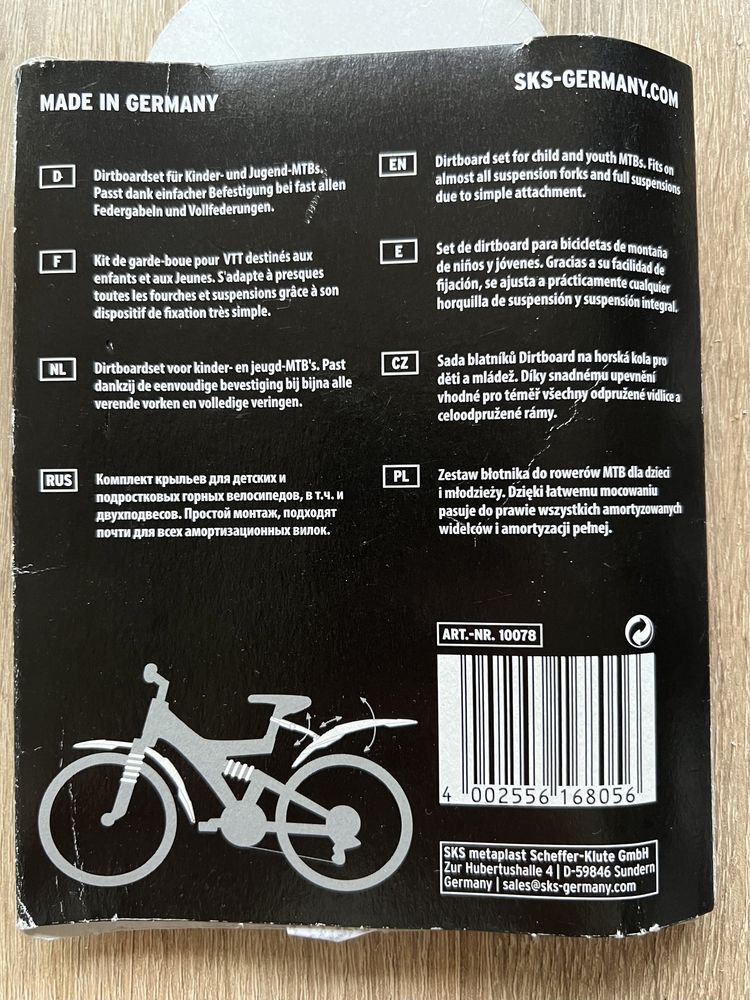 MADE IN GERMANY
SKS-GERMANY.COM
D
Dirtboardset für Kinder- und Jugend-MTBs.
Passt dank einfacher Befestigung bei fast allen
Federgabeln und Vollfederungen.
EN
Dirtboard set for child and youth MTBs. Fits on
almost all suspension forks and full suspensions
due to simple attachment.
F
Kit de garde-boue pour VTT destinés aux
enfants et aux Jeunes. S'adapte à presques
toutes les fourches et suspensions grâce à son
dispositif de fixation très simple.
E
Set de dirtboard para bicicletas de montaña
de niños y jóvenes. Gracias a su facilidad de
fijación, se ajusta a prácticamente cualquier
horquilla de suspensión y suspensión integral.
NL
Dirtboardset voor kinder- en jeugd-MTB's. Past
dankzij de eenvoudige bevestiging bij bijna alle
verende vorken en volledige veringen.
CZ
Sada blatníků Dirtboard na horská kola pro
děti a mládež. Díky snadnému upevnění
vhodné pro téměř všechny odpružené vidlice a
celoodpružené rámy.
RUS
Комплект крыльев для детских и
подростковых горных велосипедов, в т.ч. и
двухподвесов. Простой монтаж, подходят
почти для всех амортизационных вилок.
PL
Zestaw błotnika do rowerów MTB dla dzieci
i młodzieży. Dzięki łatwemu mocowaniu
pasuje do prawie wszystkich amortyzowanych
widelców i amortyzacji pełnej.
ART.-NR. 10078
4 002556 168056
SKS metaplast Scheffer-Klute GmbH
Zur Hubertushalle 4 | D-59846 Sundern
Germany | sales@sks-germany.com